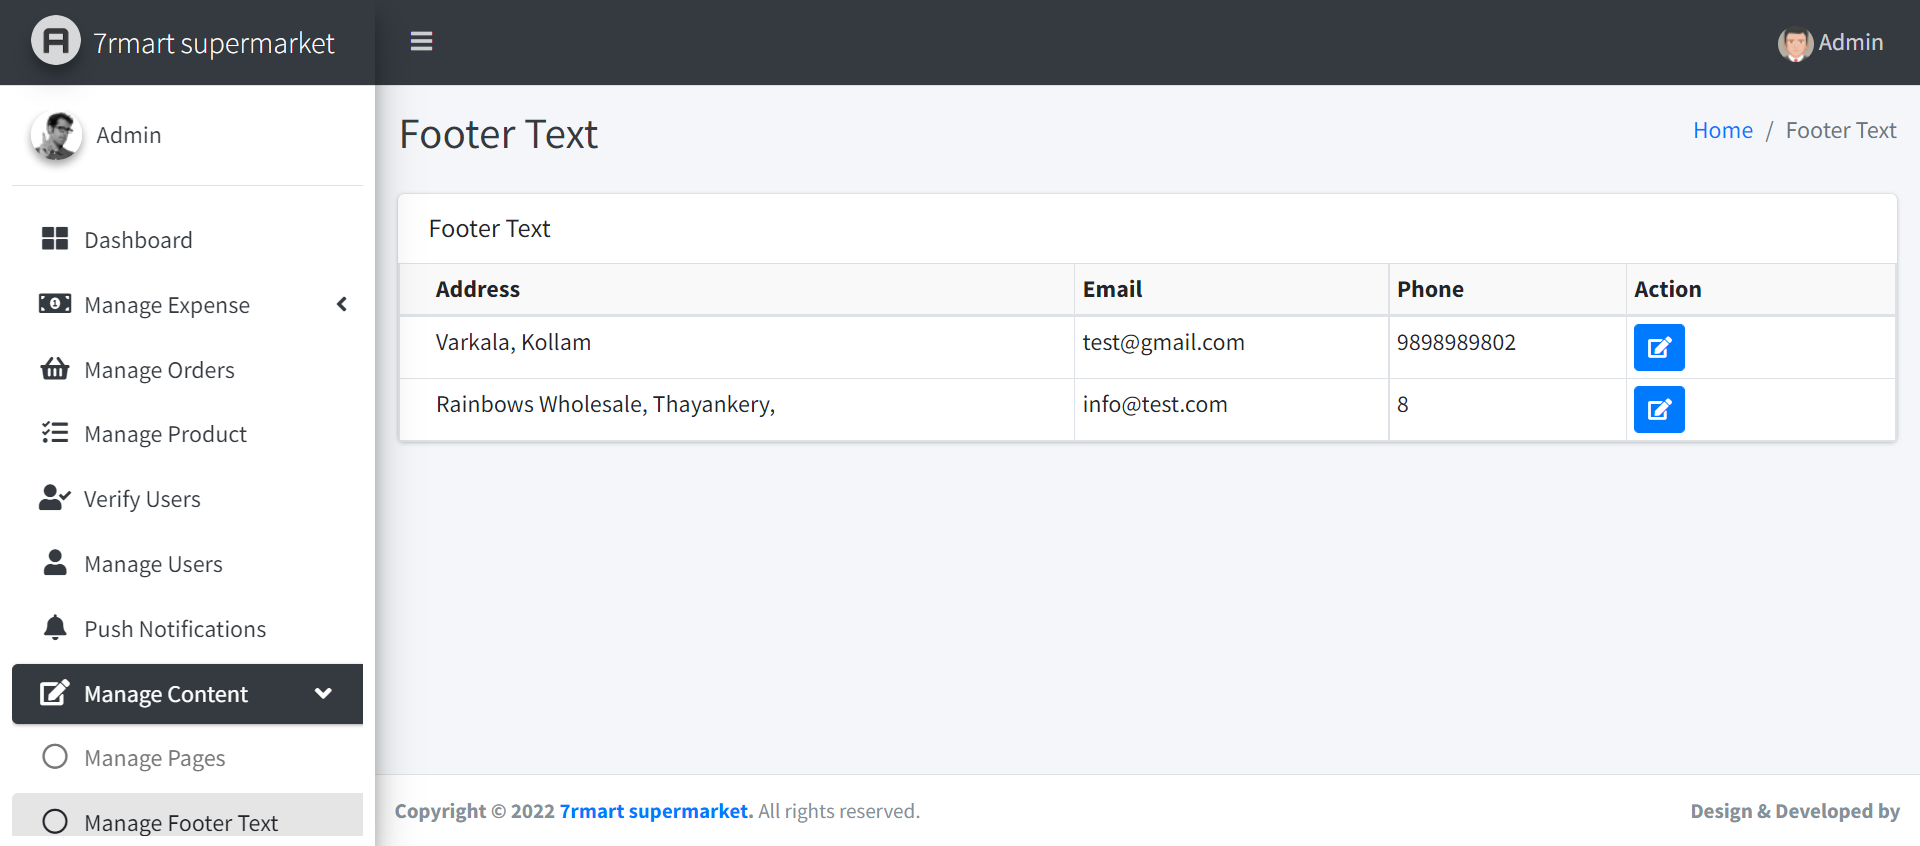 7rmart supermarket
Admin
Admin
Dashboard
Manage Expense
Manage Orders
Manage Product
Verify Users
Manage Users
Push Notifications
Manage Content
Manage Pages
Manage Footer Text
Footer Text
Home / Footer Text
Footer Text
Address Email Phone Action
Varkala, Kollam test@gmail.com 9898989802
Rainbows Wholesale, Thayankery, info@test.com 8
Copyright © 2022 7rmart supermarket. All rights reserved.
Design & Developed by